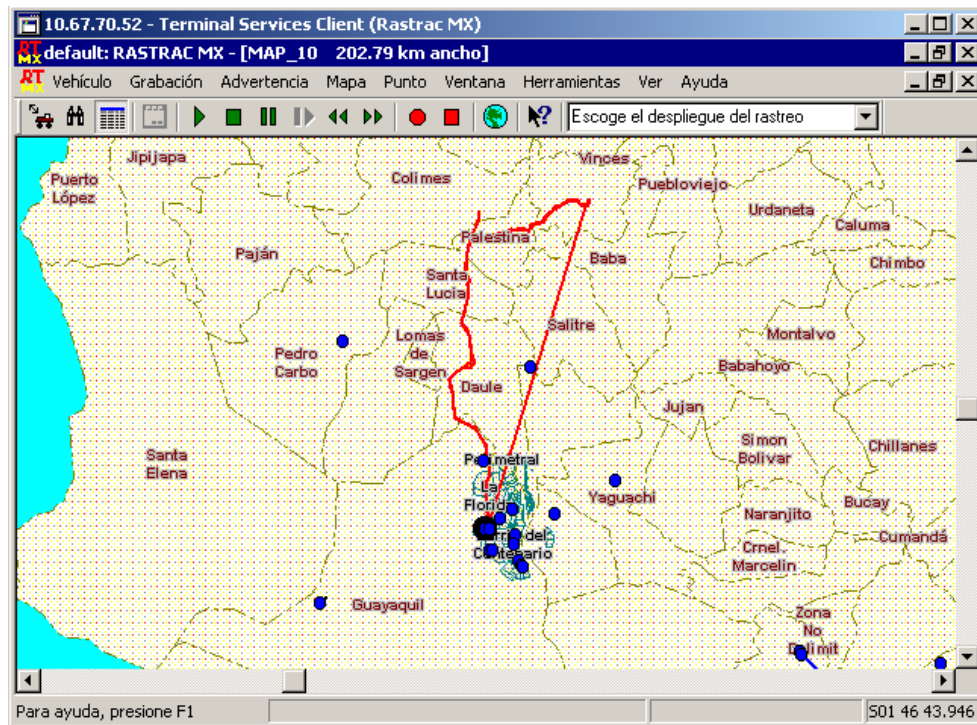 10.67.70.52 - Terminal Services Client (Rastrac MX)
default: RASTRAC MX - [MAP_10 202.79 km ancho]
RT MX Vehículo Grabación Advertencia Mapa Punto Ventana Herramientas Ver Ayuda
Escoge el despliegue del rastreo
Jipijapa
Vinces
Puerto
López
Colimes
Puebloviejo
Urdaneta
Caluma
Palestina
Paján
Baba
Chimbo
Santa
Lucia
Salitre
Lomas
de
Sargen
Montalvo
Pedro
Carbo
Babahoyo
Daule
Jujan
Simon
Bolivar
Chillanes
Santa
Elena
Perimetral
La
Florid
Yaguachi
Bucay
Naranjito
del
Cumandá
Crnel.
Marcelin
Guayaquil
Zona
No
Para ayuda, presione F1
S01 46 43.946